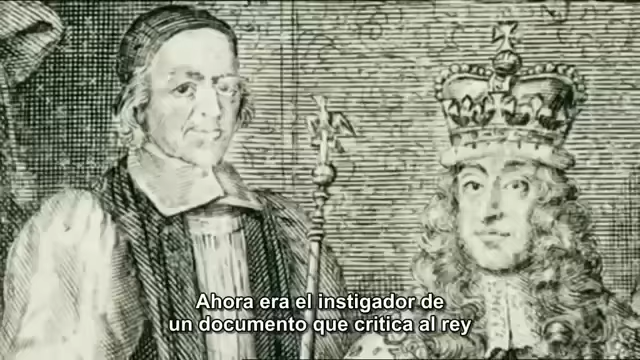 Ahora era el instigador de
un documento que critica al rey